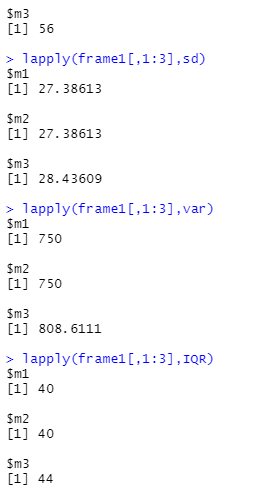 $m3
[1] 56
> lapply(frame1[,1:3],sd)
$m1
[1] 27.38613
$m2
[1] 27.38613
$m3
[1] 28.43609
> lapply(frame1[,1:3],var)
$m1
[1] 750
$m2
[1] 750
$m3
[1] 808.6111
> lapply(frame1[,1:3],IQR)
$m1
[1] 40
$m2
[1] 40
$m3
[1] 44